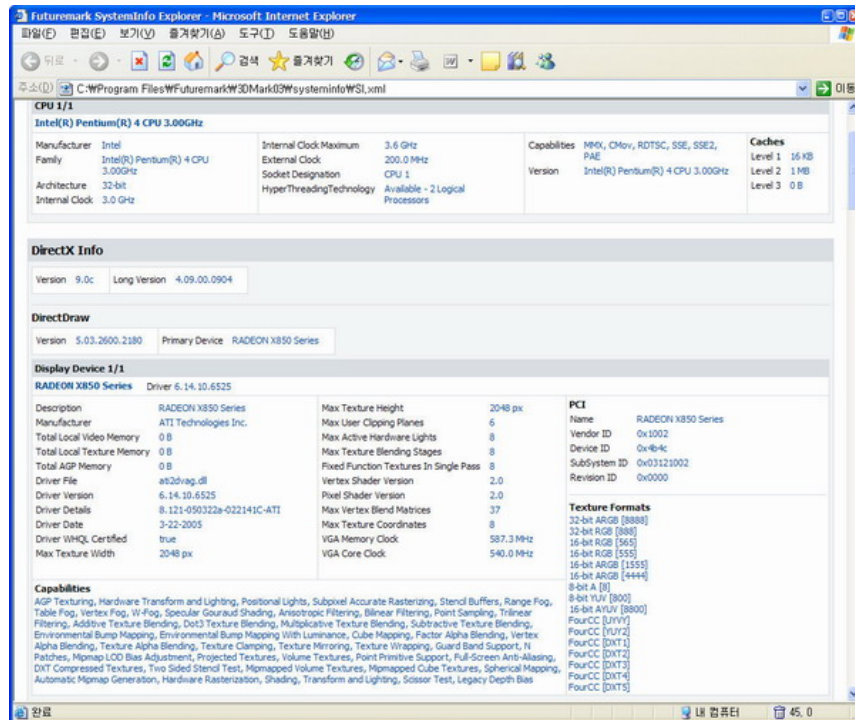 Futuremark SystemInfo Explorer - Microsoft Internet Explorer
파일(F) 편집(E) 보기(V) 즐겨찾기(A) 도구(T) 도움말(H)
뒤로 검색 즐겨찾기
주소(D) C:₩Program Files₩Futuremark₩3DMark03₩systeminfo₩SI.xml 이동
CPU 1/1
Intel(R) Pentium(R) 4 CPU 3.00GHz
Manufacturer Intel
Family Intel(R) Pentium(R) 4 CPU 3.00GHz
Architecture 32-bit
Internal Clock 3.0 GHz
Internal Clock Maximum 3.6 GHz
External Clock 200.0 MHz
Socket Designation CPU 1
HyperThreadingTechnology Available - 2 Logical Processors
Capabilities MMX, CMov, RDTSC, SSE, SSE2, PAE
Version Intel(R) Pentium(R) 4 CPU 3.00GHz
Caches
Level 1 16 KB
Level 2 1 MB
Level 3 0 B
DirectX Info
Version 9.0c Long Version 4.09.00.0904
DirectDraw
Version 5.03.2600.2180 Primary Device RADEON X850 Series
Display Device 1/1
RADEON X850 Series Driver 6.14.10.6525
Description RADEON X850 Series
Manufacturer ATI Technologies Inc.
Total Local Video Memory 0 B
Total Local Texture Memory 0 B
Total AGP Memory 0 B
Driver File ati2dvag.dll
Driver Version 6.14.10.6525
Driver Details 8.121-050322a-022141C-ATI
Driver Date 3-22-2005
Driver WHQL Certified true
Max Texture Width 2048 px
Max Texture Height 2048 px
Max User Clipping Planes 6
Max Active Hardware Lights 8
Max Texture Blending Stages 8
Fixed Function Textures In Single Pass 8
Vertex Shader Version 2.0
Pixel Shader Version 2.0
Max Vertex Blend Matrices 37
Max Texture Coordinates 8
VGA Memory Clock 587.3 MHz
VGA Core Clock 540.0 MHz
PCI
Name RADEON X850 Series
Vendor ID 0x1002
Device ID 0x4b4c
SubSystem ID 0x03121002
Revision ID 0x0000
Texture Formats
32-bit ARGB [8888]
32-bit RGB [888]
16-bit RGB [565]
16-bit RGB [555]
16-bit ARGB [1555]
16-bit ARGB [4444]
8-bit A [8]
8-bit YUV [800]
16-bit AYUV [8800]
FourCC [UYVY]
FourCC [YUY2]
FourCC [DXT1]
FourCC [DXT2]
FourCC [DXT3]
FourCC [DXT4]
FourCC [DXT5]
Capabilities
AGP Texturing, Hardware Transform and Lighting, Positional Lights, Subpixel Accurate Rasterizing, Stencil Buffers, Range Fog,
Table Fog, Vertex Fog, W-Fog, Specular Gouraud Shading, Anisotropic Filtering, Bilinear Filtering, Point Sampling, Trilinear
Filtering, Additive Texture Blending, Dot3 Texture Blending, Multiplicative Texture Blending, Subtractive Texture Blending,
Environmental Bump Mapping, Environmental Bump Mapping With Luminance, Cube Mapping, Factor Alpha Blending, Vertex
Alpha Blending, Texture Alpha Blending, Texture Clamping, Texture Mirroring, Texture Wrapping, Guard Band Support, N
Patches, Mipmap LOD Bias Adjustment, Projected Textures, Volume Textures, Point Primitive Support, Full-Screen Anti-Aliasing,
DXT Compressed Textures, Two Sided Stencil Test, Mipmapped Volume Textures, Mipmapped Cube Textures, Spherical Mapping,
Automatic Mipmap Generation, Hardware Rasterization, Shading, Transform and Lighting, Scissor Test, Legacy Depth Bias
완료 내 컴퓨터 45, 0